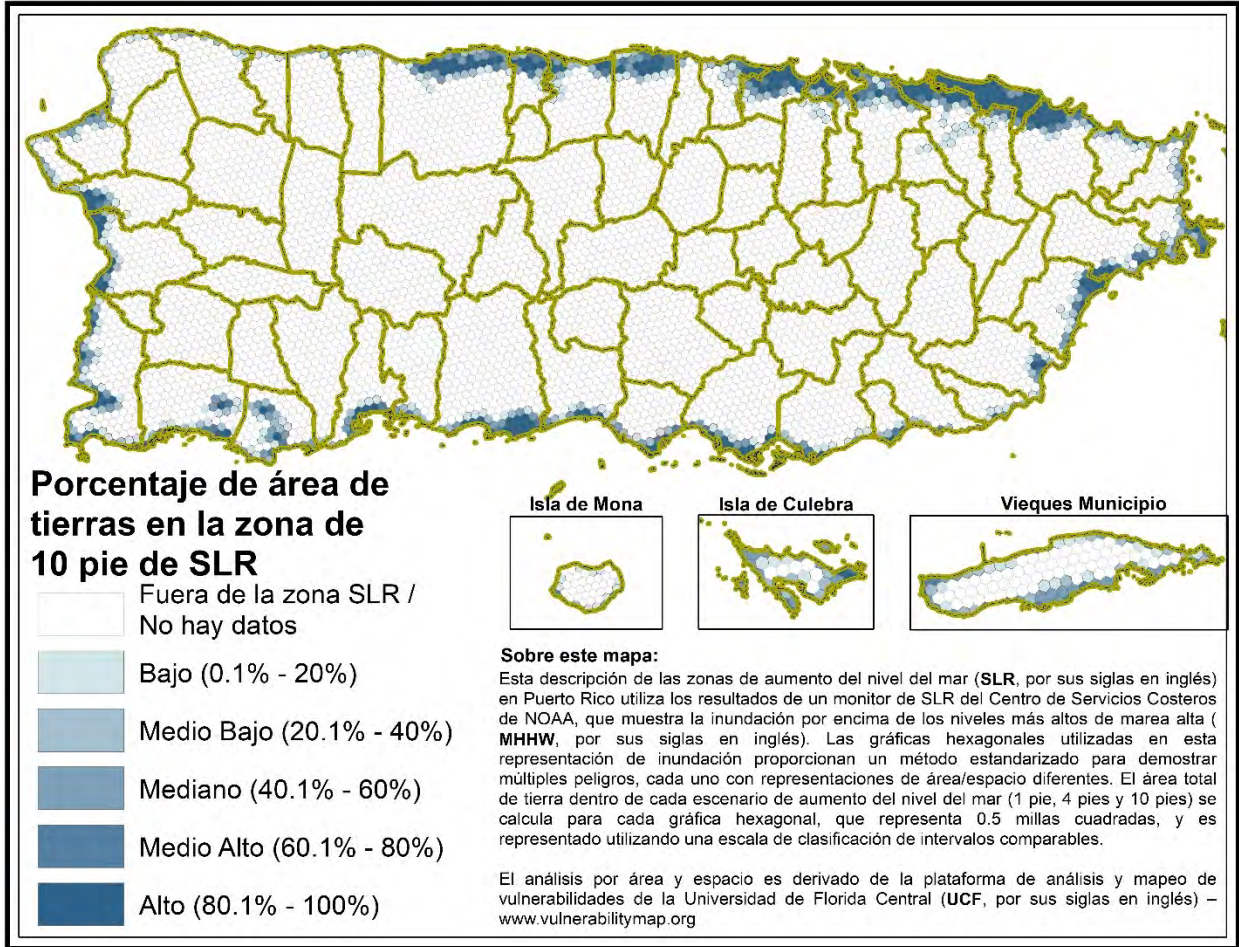 Porcentaje de área de
tierras en la zona de
10 pie de SLR
Fuera de la zona SLR /
No hay datos
Bajo (0.1% - 20%)
Medio Bajo (20.1% - 40%)
Mediano (40.1% - 60%)
Medio Alto (60.1% - 80%)
Alto (80.1% - 100%)
Isla de Mona
Isla de Culebra
Vieques Municipio
Sobre este mapa:
Esta descripción de las zonas de aumento del nivel del mar (SLR, por sus siglas en inglés)
en Puerto Rico utiliza los resultados de un monitor de SLR del Centro de Servicios Costeros
de NOAA, que muestra la inundación por encima de los niveles más altos de marea alta (
MHHW, por sus siglas en inglés). Las gráficas hexagonales utilizadas en esta
representación de inundación proporcionan un método estandarizado para demostrar
múltiples peligros, cada uno con representaciones de área/espacio diferentes. El área total
de tierra dentro de cada escenario de aumento del nivel del mar (1 pie, 4 pies y 10 pies) se
calcula para cada gráfica hexagonal, que representa 0.5 millas cuadradas, y es
representado utilizando una escala de clasificación de intervalos comparables.
El análisis por área y espacio es derivado de la plataforma de análisis y mapeo de
vulnerabilidades de la Universidad de Florida Central (UCF, por sus siglas en inglés) –
www.vulnerabilitymap.org